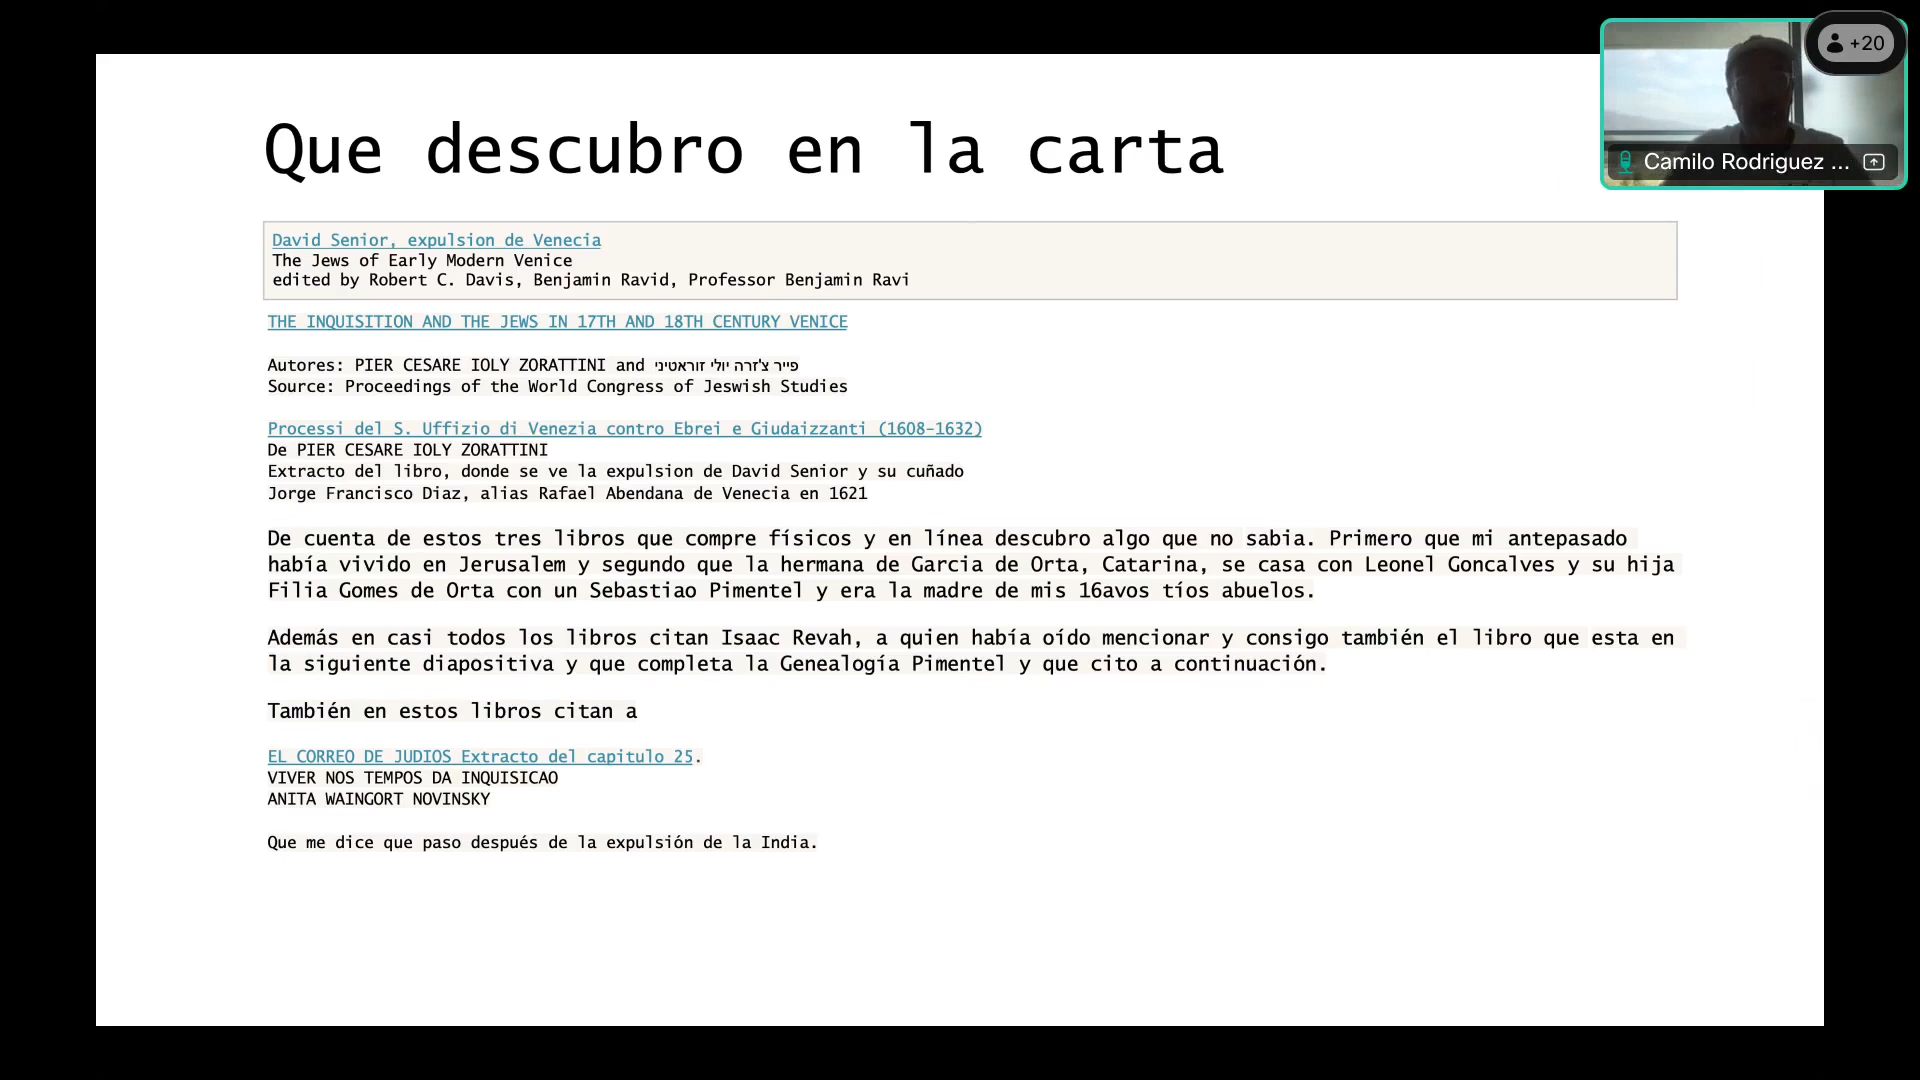 Que descubro en la carta
+20
Camilo Rodriguez ...
David Senior, expulsion de Venecia
The Jews of Early Modern Venice
edited by Robert C. Davis, Benjamin Ravid, Professor Benjamin Ravi
THE INQUISITION AND THE JEWS IN 17TH AND 18TH CENTURY VENICE
Autores: PIER CESARE IOLY ZORATTINI and פייר צ'זרה יולי זוראטיני
Source: Proceedings of the World Congress of Jeswish Studies
Processi del S. Uffizio di Venezia contro Ebrei e Giudaizzanti (1608-1632)
De PIER CESARE IOLY ZORATTINI
Extracto del libro, donde se ve la expulsion de David Senior y su cuñado
Jorge Francisco Diaz, alias Rafael Abendana de Venecia en 1621
De cuenta de estos tres libros que compre físicos y en línea descubro algo que no sabia. Primero que mi antepasado
había vivido en Jerusalem y segundo que la hermana de Garcia de Orta, Catarina, se casa con Leonel Goncalves y su hija
Filia Gomes de Orta con un Sebastiao Pimentel y era la madre de mis 16avos tíos abuelos.
Además en casi todos los libros citan Isaac Revah, a quien había oído mencionar y consigo también el libro que esta en
la siguiente diapositiva y que completa la Genealogía Pimentel y que cito a continuación.
También en estos libros citan a
EL CORREO DE JUDIOS Extracto del capitulo 25.
VIVER NOS TEMPOS DA INQUISICAO
ANITA WAINGORT NOVINSKY
Que me dice que paso después de la expulsión de la India.